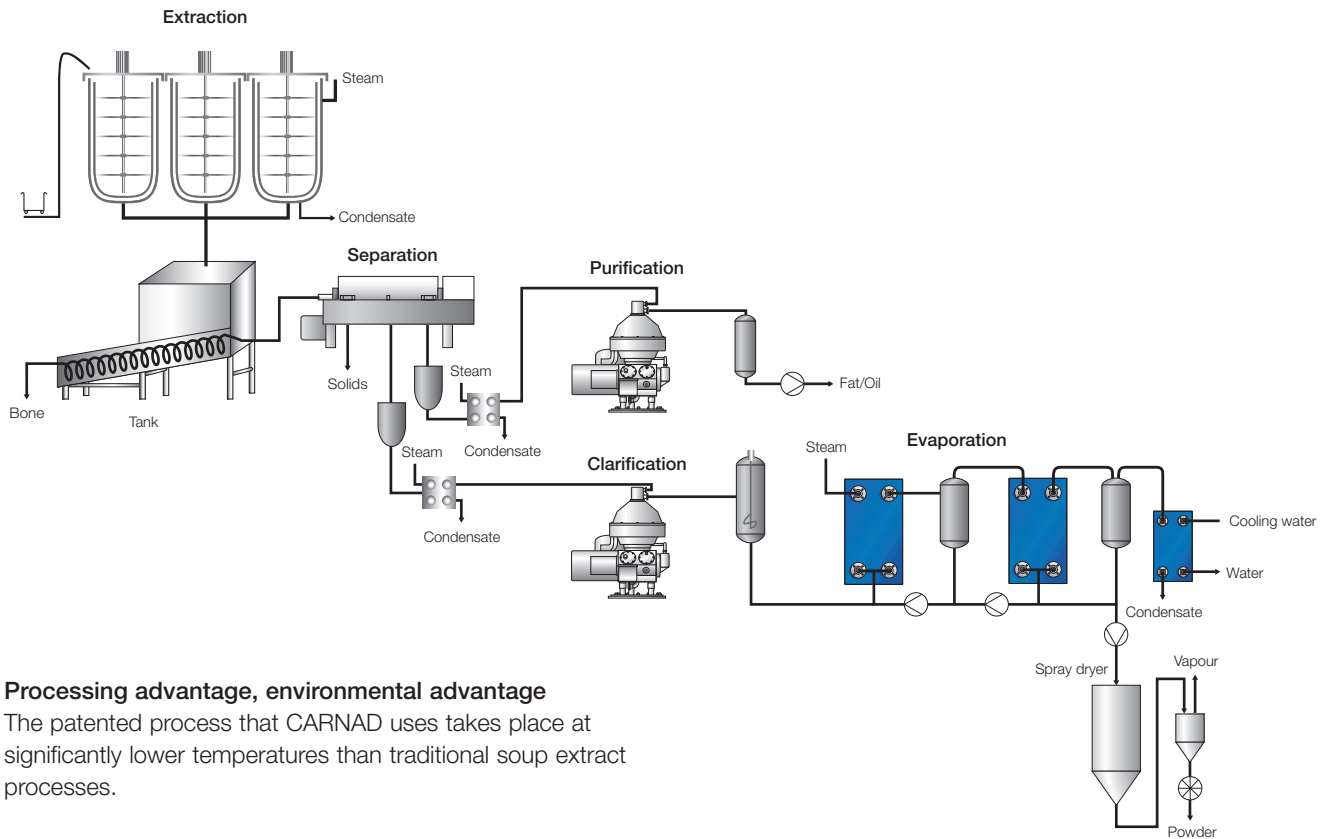 Extraction
Steam
Condensate
Separation
Purification
Solids
Steam
Fat/Oil
Bone
Tank
Condensate
Steam
Clarification
Condensate
Steam
Evaporation
Cooling water
Water
Condensate
Spray dryer
Vapour
Powder
Processing advantage, environmental advantage
The patented process that CARNAD uses takes place at
significantly lower temperatures than traditional soup extract
processes.